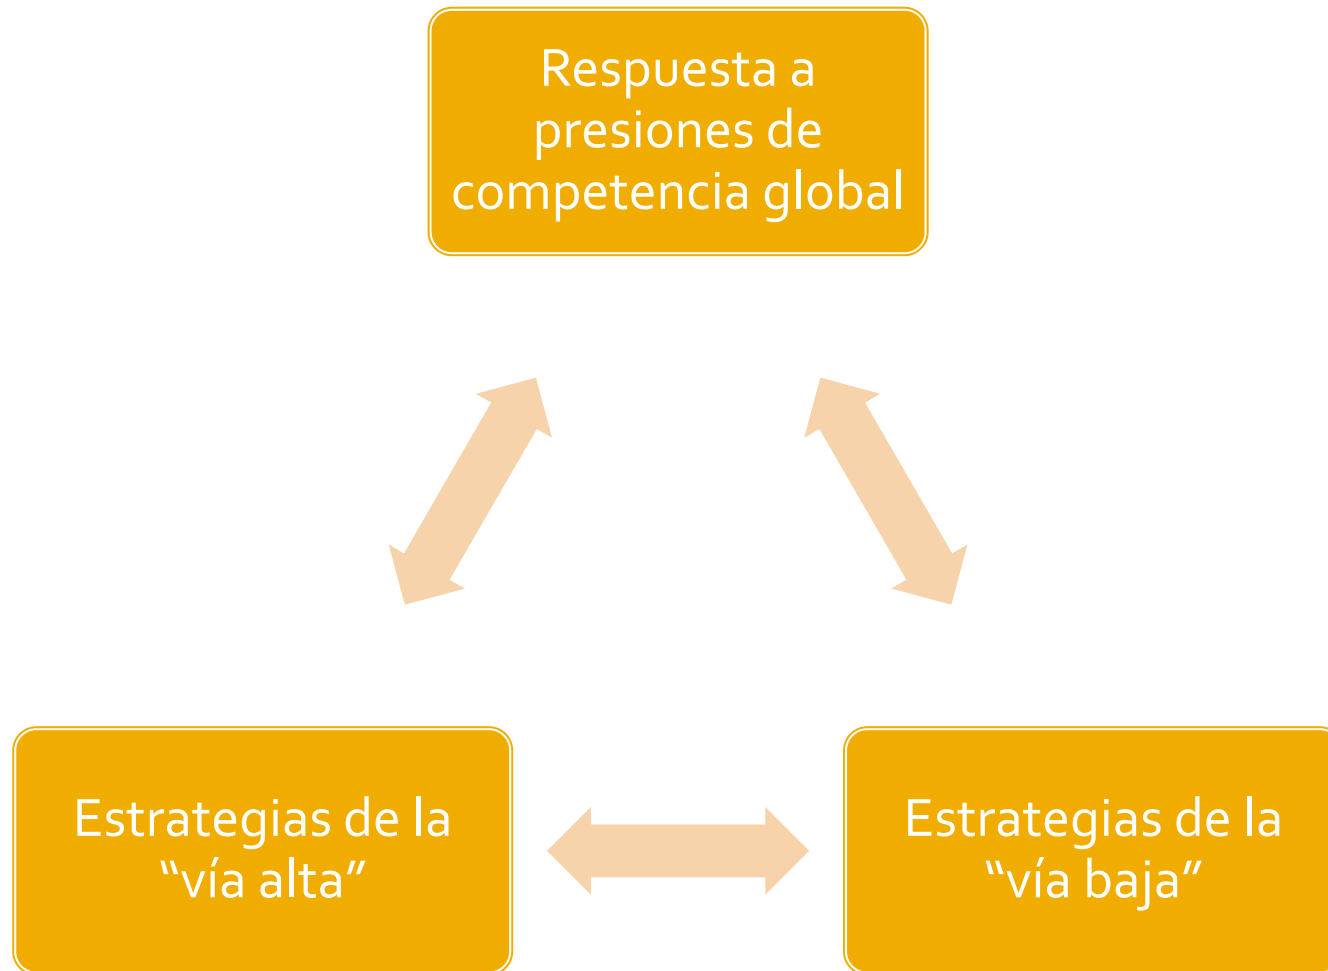 Respuesta a
presiones de
competencia global
Estrategias de la
“vía alta”
Estrategias de la
“vía baja”